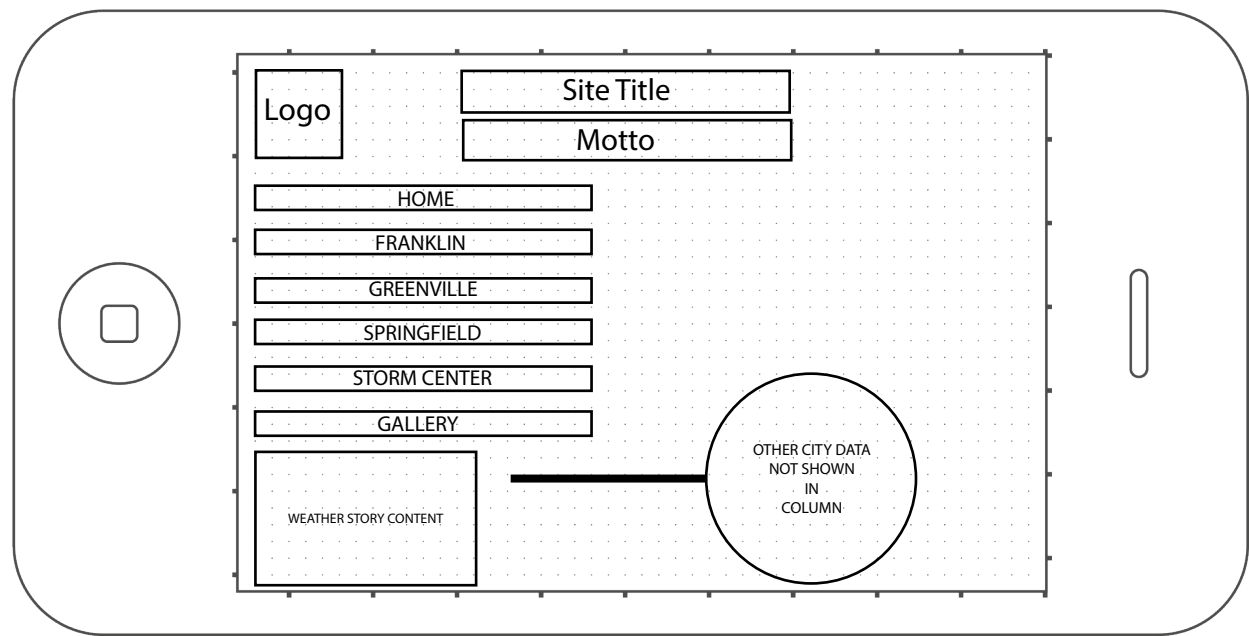 Logo
Site Title
Motto
HOME
FRANKLIN
GREENVILLE
SPRINGFIELD
STORM CENTER
GALLERY
WEATHER STORY CONTENT
OTHER CITY DATA
NOT SHOWN
IN
COLUMN